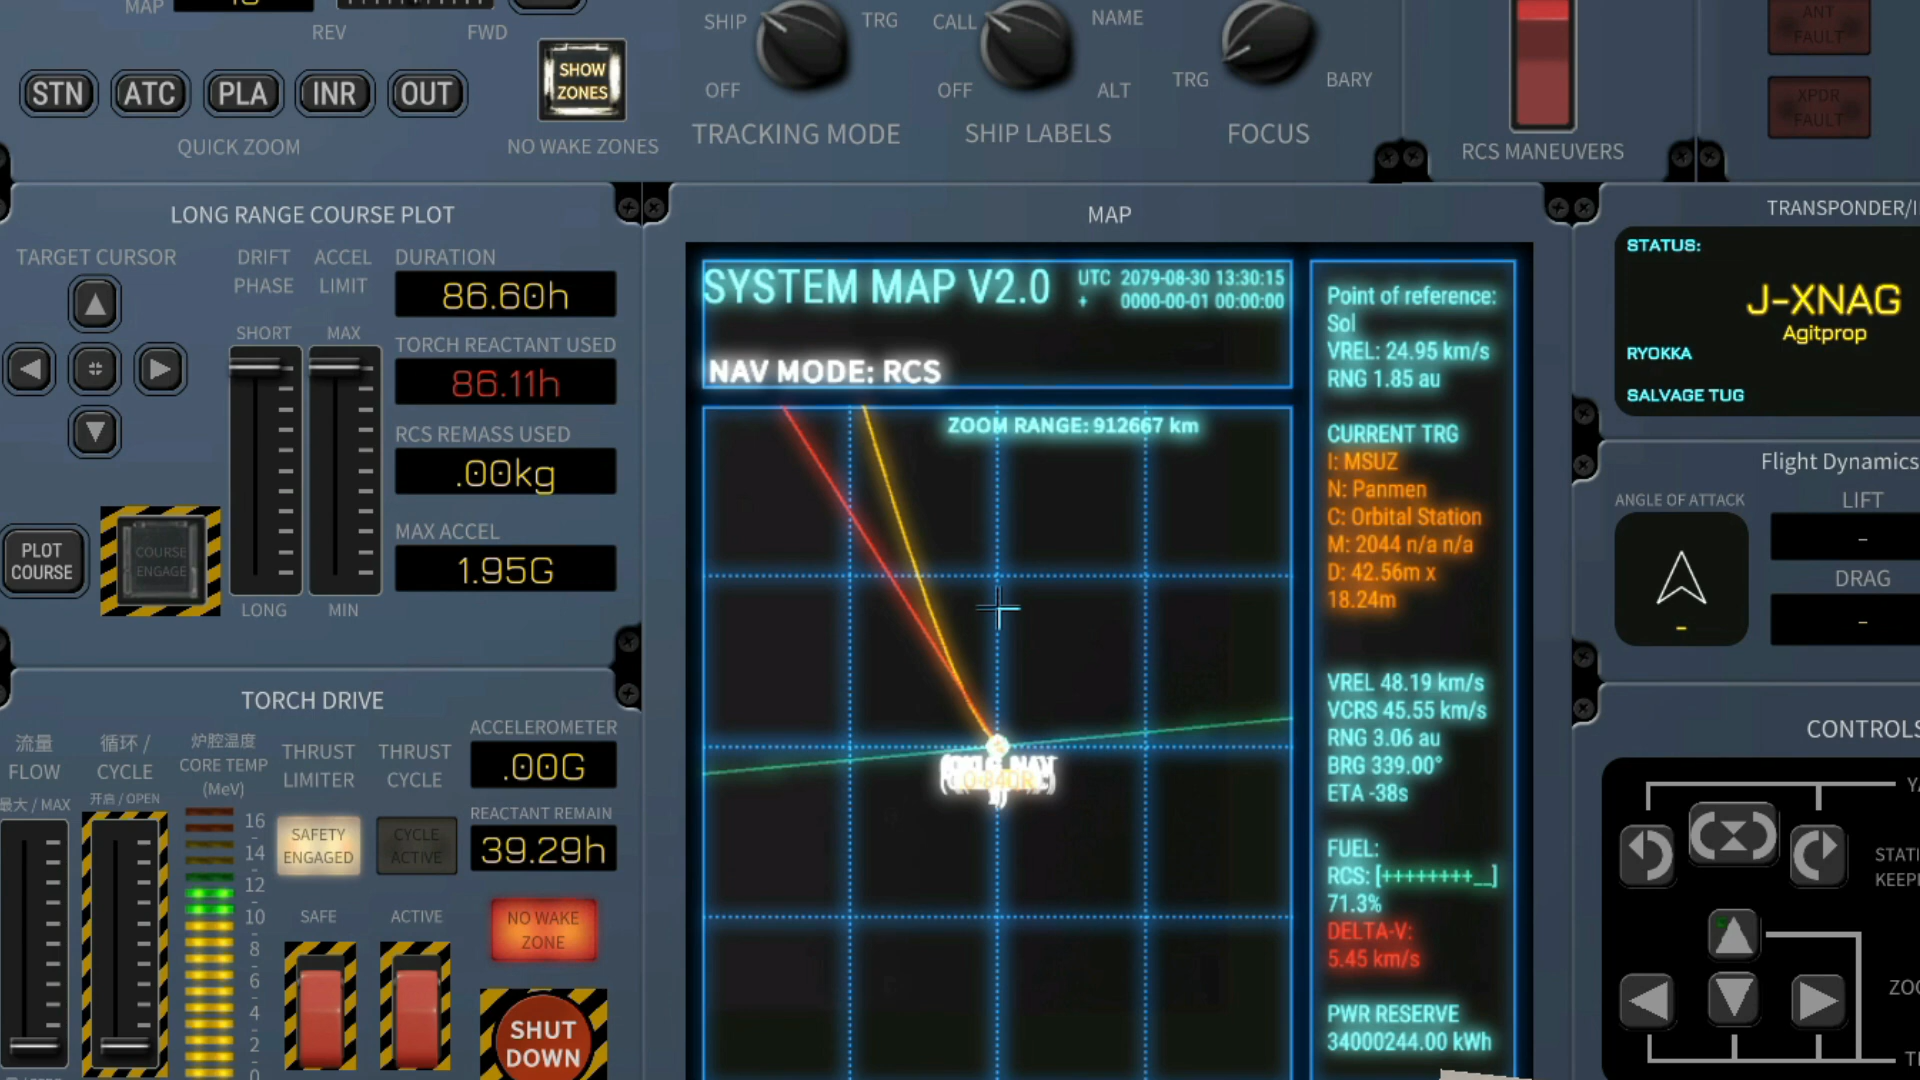 MAP
REV
FWD
STN
ATC
PLA
INR
OUT
QUICK ZOOM
SHOW
ZONES
NO WAKE ZONES
SHIP
TRG
OFF
TRACKING MODE
CALL
NAME
OFF
ALT
SHIP LABELS
TRG
BARY
FOCUS
RCS MANEUVERS
ANT
FAULT
XPDR
FAULT
LONG RANGE COURSE PLOT
TARGET CURSOR
DRIFT
PHASE
ACCEL
LIMIT
SHORT
MAX
LONG
MIN
DURATION
86.60h
TORCH REACTANT USED
86.11h
RCS REMASS USED
.00kg
MAX ACCEL
1.95G
PLOT
COURSE
COURSE
ENGAGE
TORCH DRIVE
流量
FLOW
最大 / MAX
循环 /
CYCLE
开启 / OPEN
炉腔温度
CORE TEMP
(MeV)
16
14
12
10
8
6
4
2
0
THRUST
LIMITER
THRUST
CYCLE
SAFETY
ENGAGED
CYCLE
ACTIVE
SAFE
ACTIVE
ACCELEROMETER
.00G
REACTANT REMAIN
39.29h
NO WAKE
ZONE
SHUT
DOWN
MAP
SYSTEM MAP V2.0
UTC 2079-08-30 13:30:15
+ 0000-00-01 00:00:00
NAV MODE: RCS
ZOOM RANGE: 912667 km
Point of reference:
Sol
VREL: 24.95 km/s
RNG 1.85 au
CURRENT TRG
I: MSUZ
N: Panmen
C: Orbital Station
M: 2044 n/a n/a
D: 42.56m x
18.24m
VREL 48.19 km/s
VCRS 45.55 km/s
RNG 3.06 au
BRG 339.00°
ETA -38s
FUEL:
RCS: [++++++++__]
71.3%
DELTA-V:
5.45 km/s
PWR RESERVE
34000244.00 kWh
TRANSPONDER/I
STATUS:
J-XNAG
Agitprop
RYOKKA
SALVAGE TUG
Flight Dynamics
ANGLE OF ATTACK
-
LIFT
-
DRAG
-
CONTROLS
YA
STATI
KEEPI
ZOO